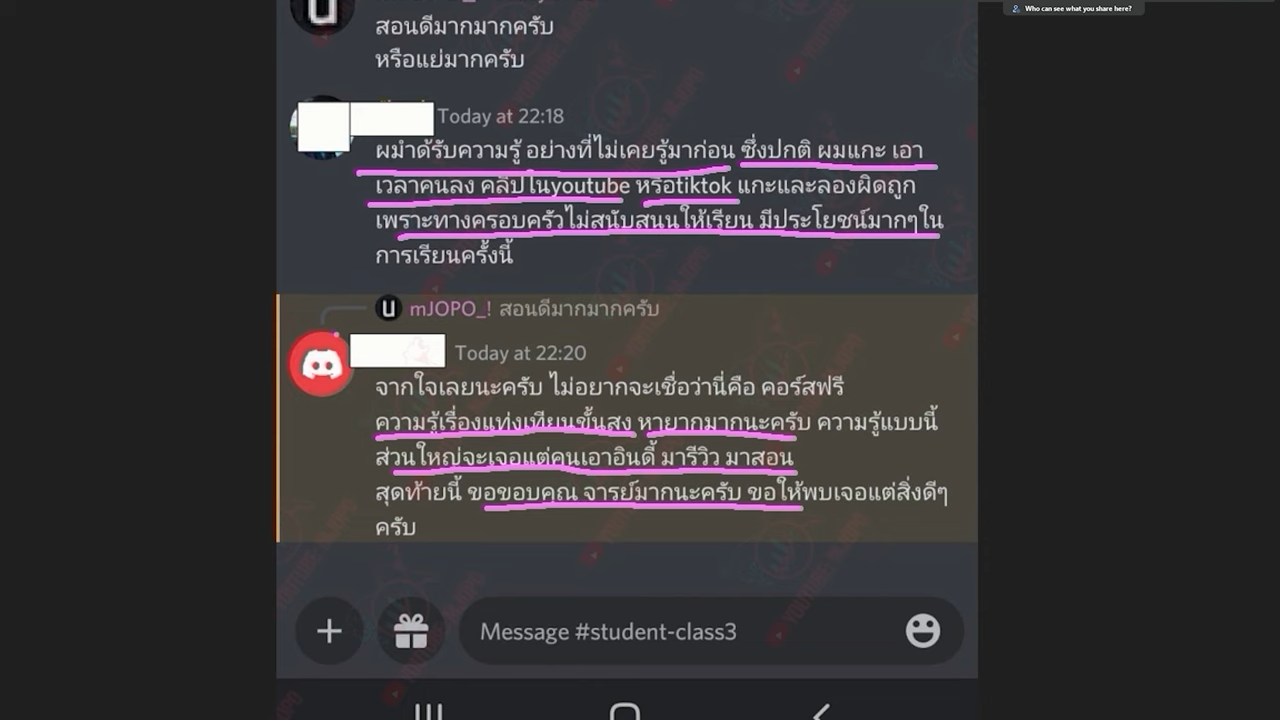 Who can see what you share here?
สอนดีมากมากครับ
หรือแย่มากครับ
Today at 22:18
ผมำด้รับความรู้ อย่างที่ไม่เคยรู้มาก่อน ซึ่งปกติ ผมแกะ เอา
เวลาคนลง คลิปในyoutube หรือtiktok แกะและลองผิดถูก
เพราะทางครอบครัวไม่สนับสนนให้เรียน มีประโยชน์มากๆใน
การเรียนครั้งนี้
mJOPO_! สอนดีมากมากครับ
Today at 22:20
จากใจเลยนะครับ ไม่อยากจะเชื่อว่านี่คือ คอร์สฟรี
ความรู้เรื่องแท่งเทียนขั้นสูง หายากมากนะครับ ความรู้แบบนี้
ส่วนใหญ่จะเจอแต่คนเอาอินดี้ มารีวิว มาสอน
สุดท้ายนี้ ขอขอบคุณ จารย์มากนะครับ ขอให้พบเจอแต่สิ่งดีๆ
ครับ
Message #student-class3